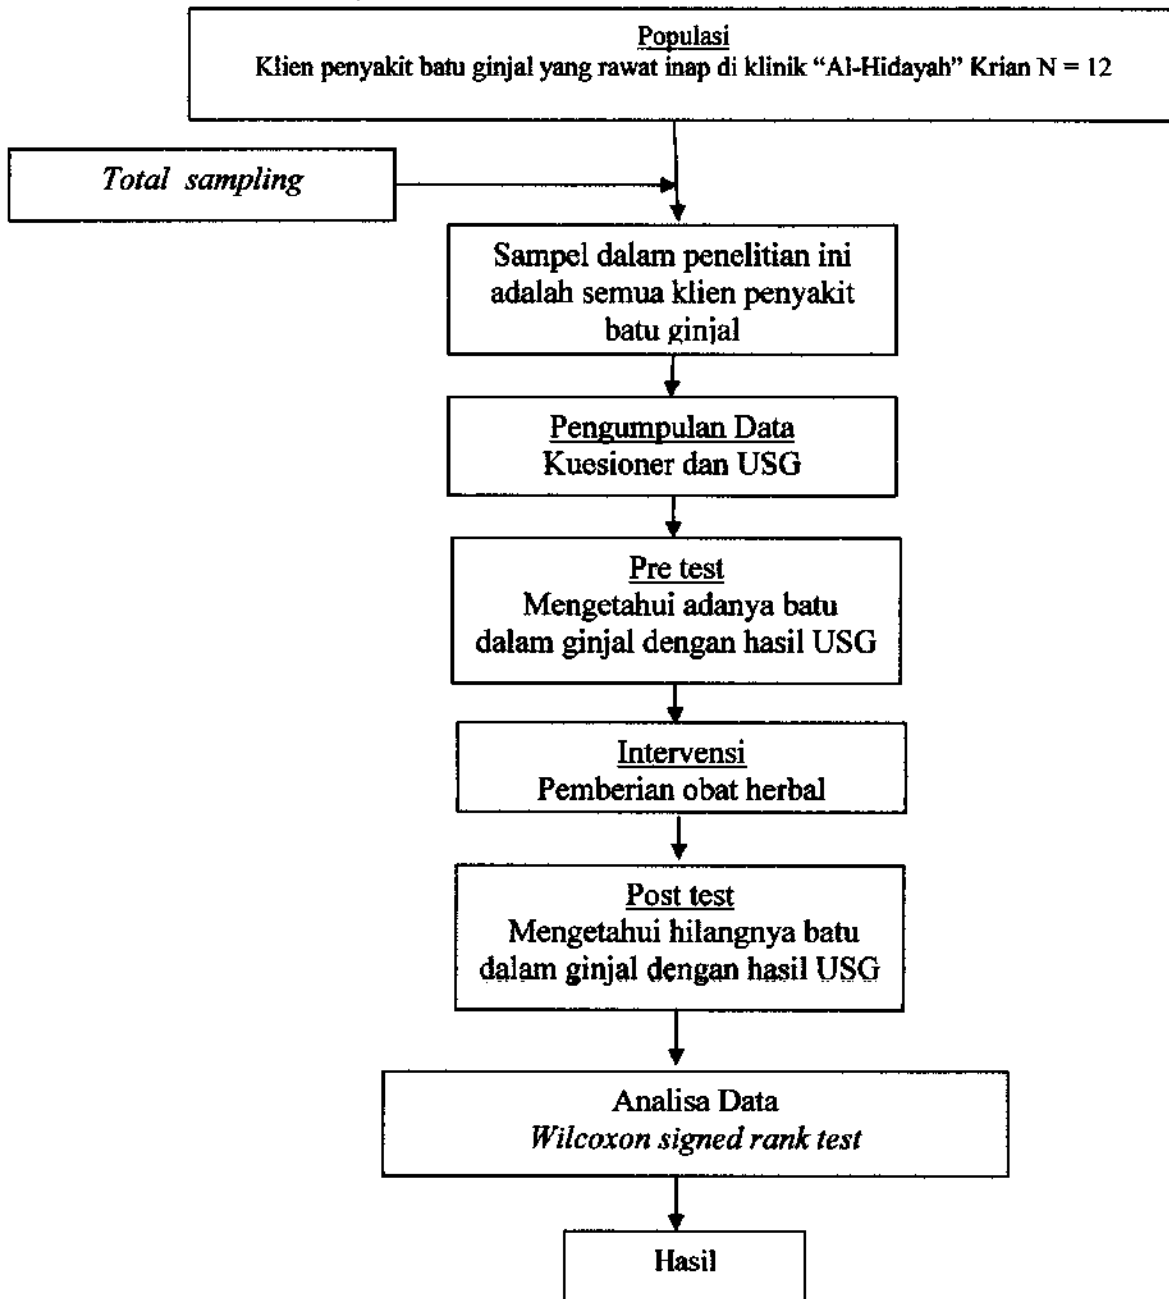 Populasi
Klien penyakit batu ginjal yang rawat inap di klinik “Al-Hidayah” Krian N = 12
Total sampling
Sampel dalam penelitian ini
adalah semua klien penyakit
batu ginjal
Pengumpulan Data
Kuesioner dan USG
Pre test
Mengetahui adanya batu
dalam ginjal dengan hasil USG
Intervensi
Pemberian obat herbal
Post test
Mengetahui hilangnya batu
dalam ginjal dengan hasil USG
Analisa Data
Wilcoxon signed rank test
Hasil